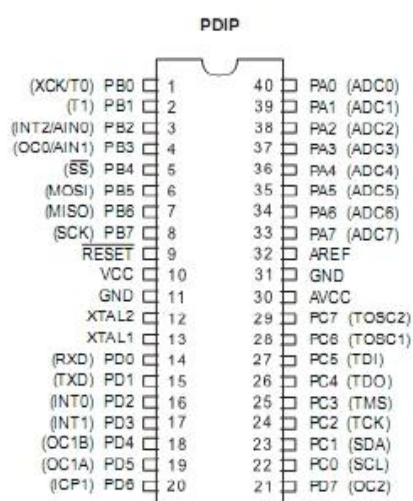 PDIP
(XCK/T0) PB0 1 40 PA0 (ADC0)
(T1) PB1 2 39 PA1 (ADC1)
(INT2/AIN0) PB2 3 38 PA2 (ADC2)
(OC0/AIN1) PB3 4 37 PA3 (ADC3)
(SS) PB4 5 36 PA4 (ADC4)
(MOSI) PB5 6 35 PA5 (ADC5)
(MISO) PB6 7 34 PA6 (ADC6)
(SCK) PB7 8 33 PA7 (ADC7)
RESET 9 32 AREF
VCC 10 31 GND
GND 11 30 AVCC
XTAL2 12 29 PC7 (TOSC2)
XTAL1 13 28 PC6 (TOSC1)
(RXD) PD0 14 27 PC5 (TDI)
(TXD) PD1 15 26 PC4 (TDO)
(INT0) PD2 16 25 PC3 (TMS)
(INT1) PD3 17 24 PC2 (TCK)
(OC1B) PD4 18 23 PC1 (SDA)
(OC1A) PD5 19 22 PC0 (SCL)
(ICP1) PD6 20 21 PD7 (OC2)